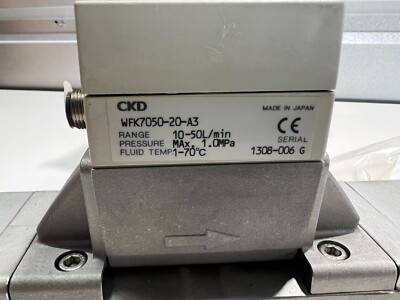 CKD
MADE IN JAPAN
WFK7050-20-A3
RANGE 10-50L/min
PRESSURE MAX. 1.0MPa
FLUID TEMP. 1-70℃
CE
SERIAL
1308-006 G